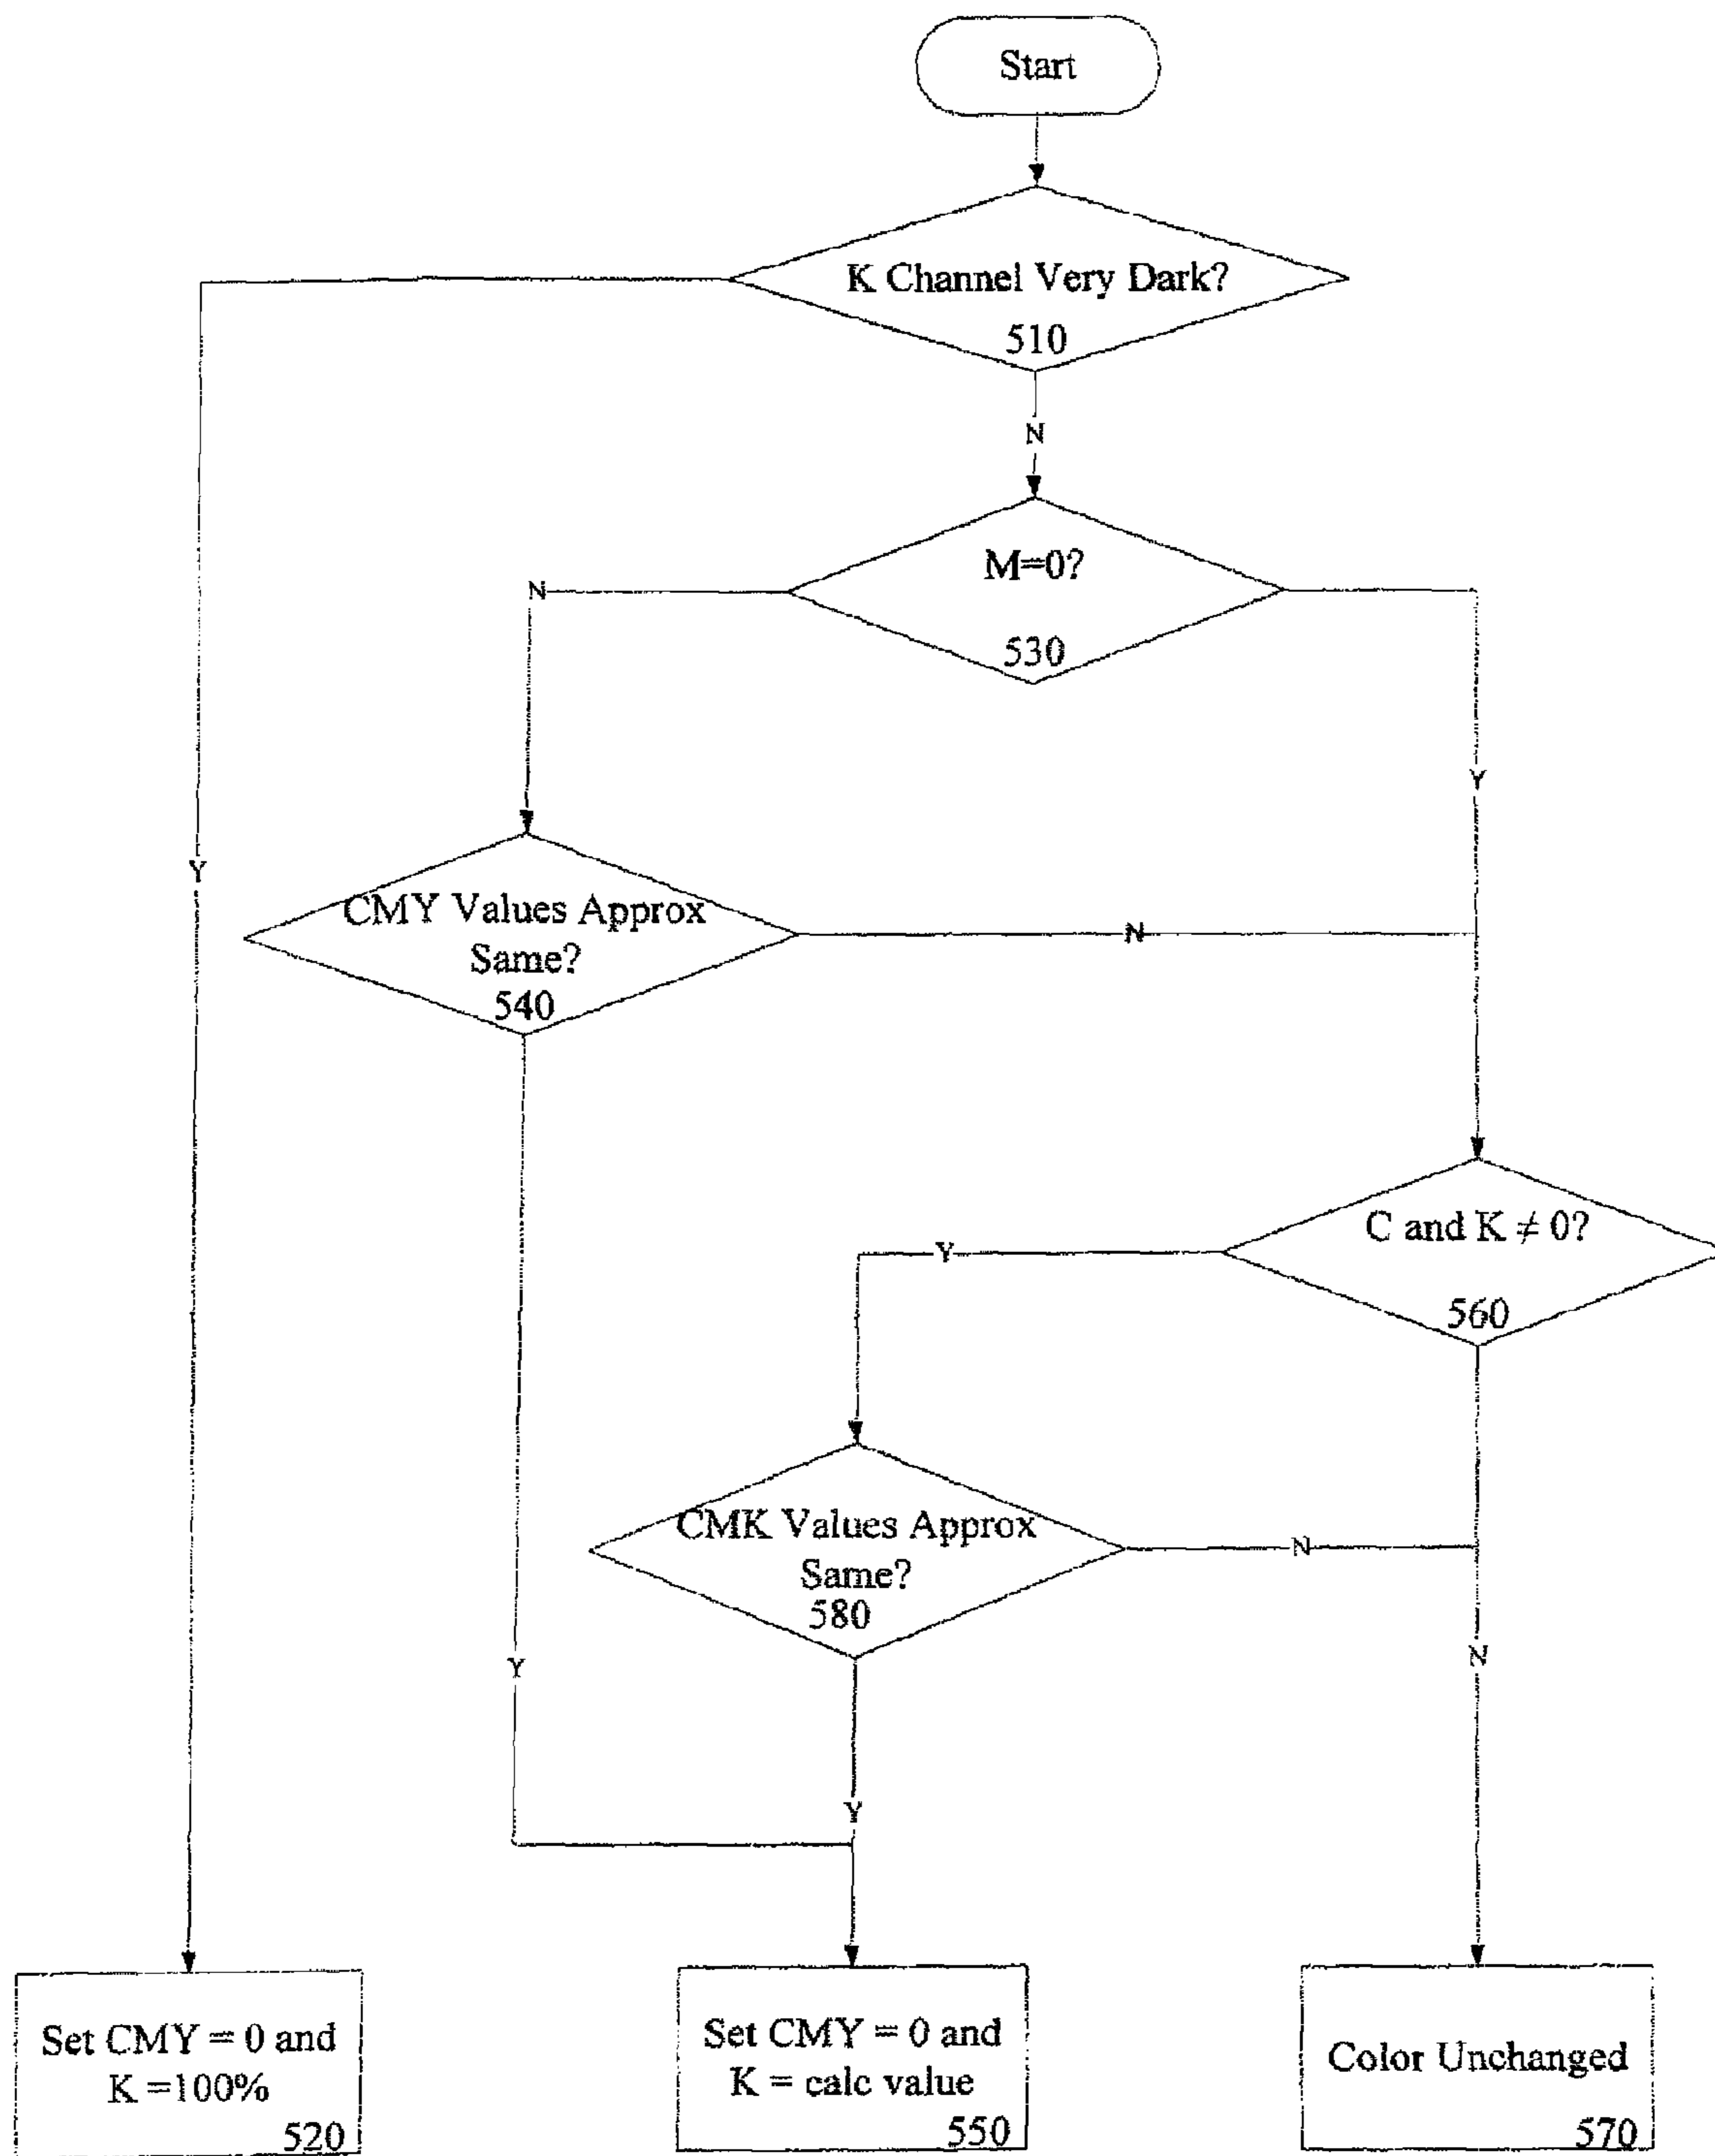 Start
K Channel Very Dark?
510
N
M=0?
530
N
Y
Y
CMY Values Approx
Same?
540
N
C and K ≠ 0?
560
Y
CMK Values Approx
Same?
580
N
N
Y
Y
Set CMY = 0 and
K =100%
520
Set CMY = 0 and
K = calc value
550
Color Unchanged
570